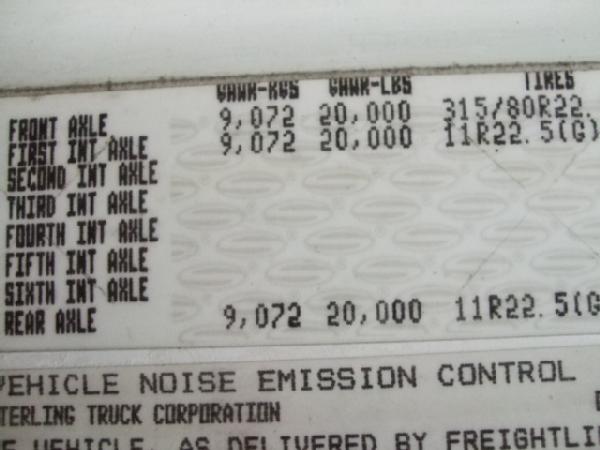 GAWR-KGS GAWR-LBS TIRES
FRONT AXLE 9,072 20,000 315/80R22.
FIRST INT AXLE 9,072 20,000 11R22.5(G)
SECOND INT AXLE
THIRD INT AXLE
FOURTH INT AXLE
FIFTH INT AXLE
SIXTH INT AXLE
REAR AXLE 9,072 20,000 11R22.5(G
VEHICLE NOISE EMISSION CONTROL
TERLING TRUCK CORPORATION
VEHICLE, AS DELIVERED BY FREIGHTLI